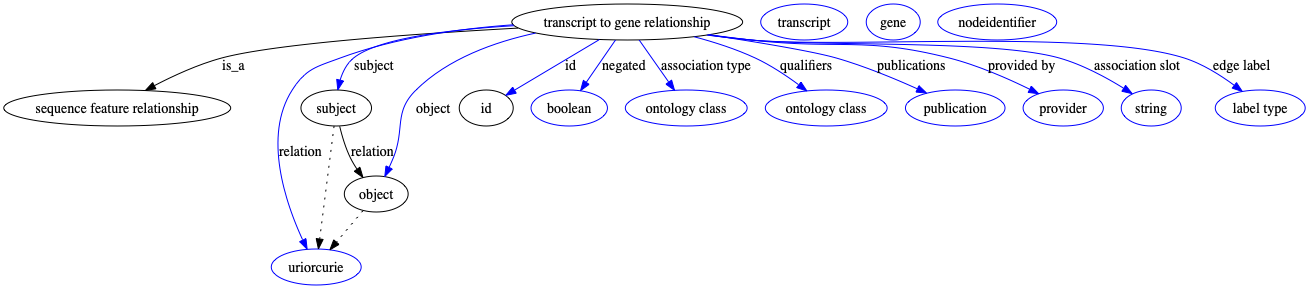 transcript to gene relationship
transcript
gene
nodeidentifier
is_a
subject
id
negated
association type
qualifiers
publications
provided by
association slot
edge label
sequence feature relationship
subject
object
id
boolean
ontology class
ontology class
publication
provider
string
label type
relation
relation
object
uriorcurie